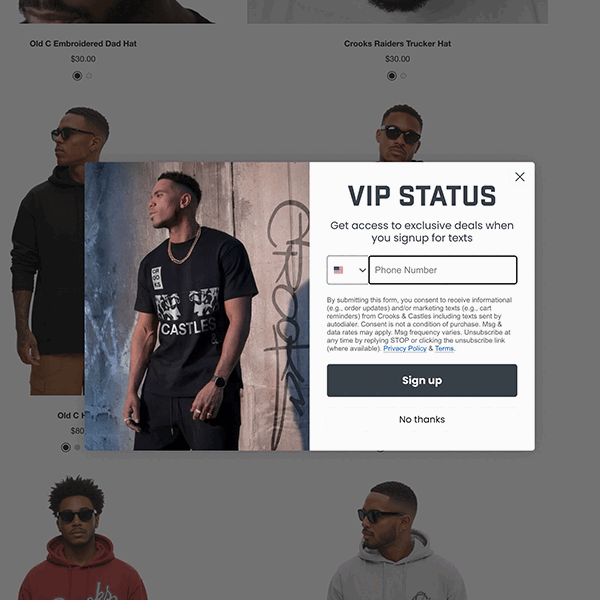 Old C Embroidered Dad Hat
Crooks Raiders Trucker Hat
$30.00
$30.00
CROOKS
CR
OO
KS
CASTLES
VIP STATUS
Get access to exclusive deals when
you signup for texts
Phone Number
By submitting this form, you consent to receive informational
(e.g., order updates) and/or marketing texts (e.g., cart
reminders) from Crooks & Castles including texts sent by
autodialer. Consent is not a condition of purchase. Msg &
data rates may apply. Msg frequency varies. Unsubscribe at
any time by replying STOP or clicking the unsubscribe link
(where available). Privacy Policy & Terms.
Sign up
No thanks
Old C
$80